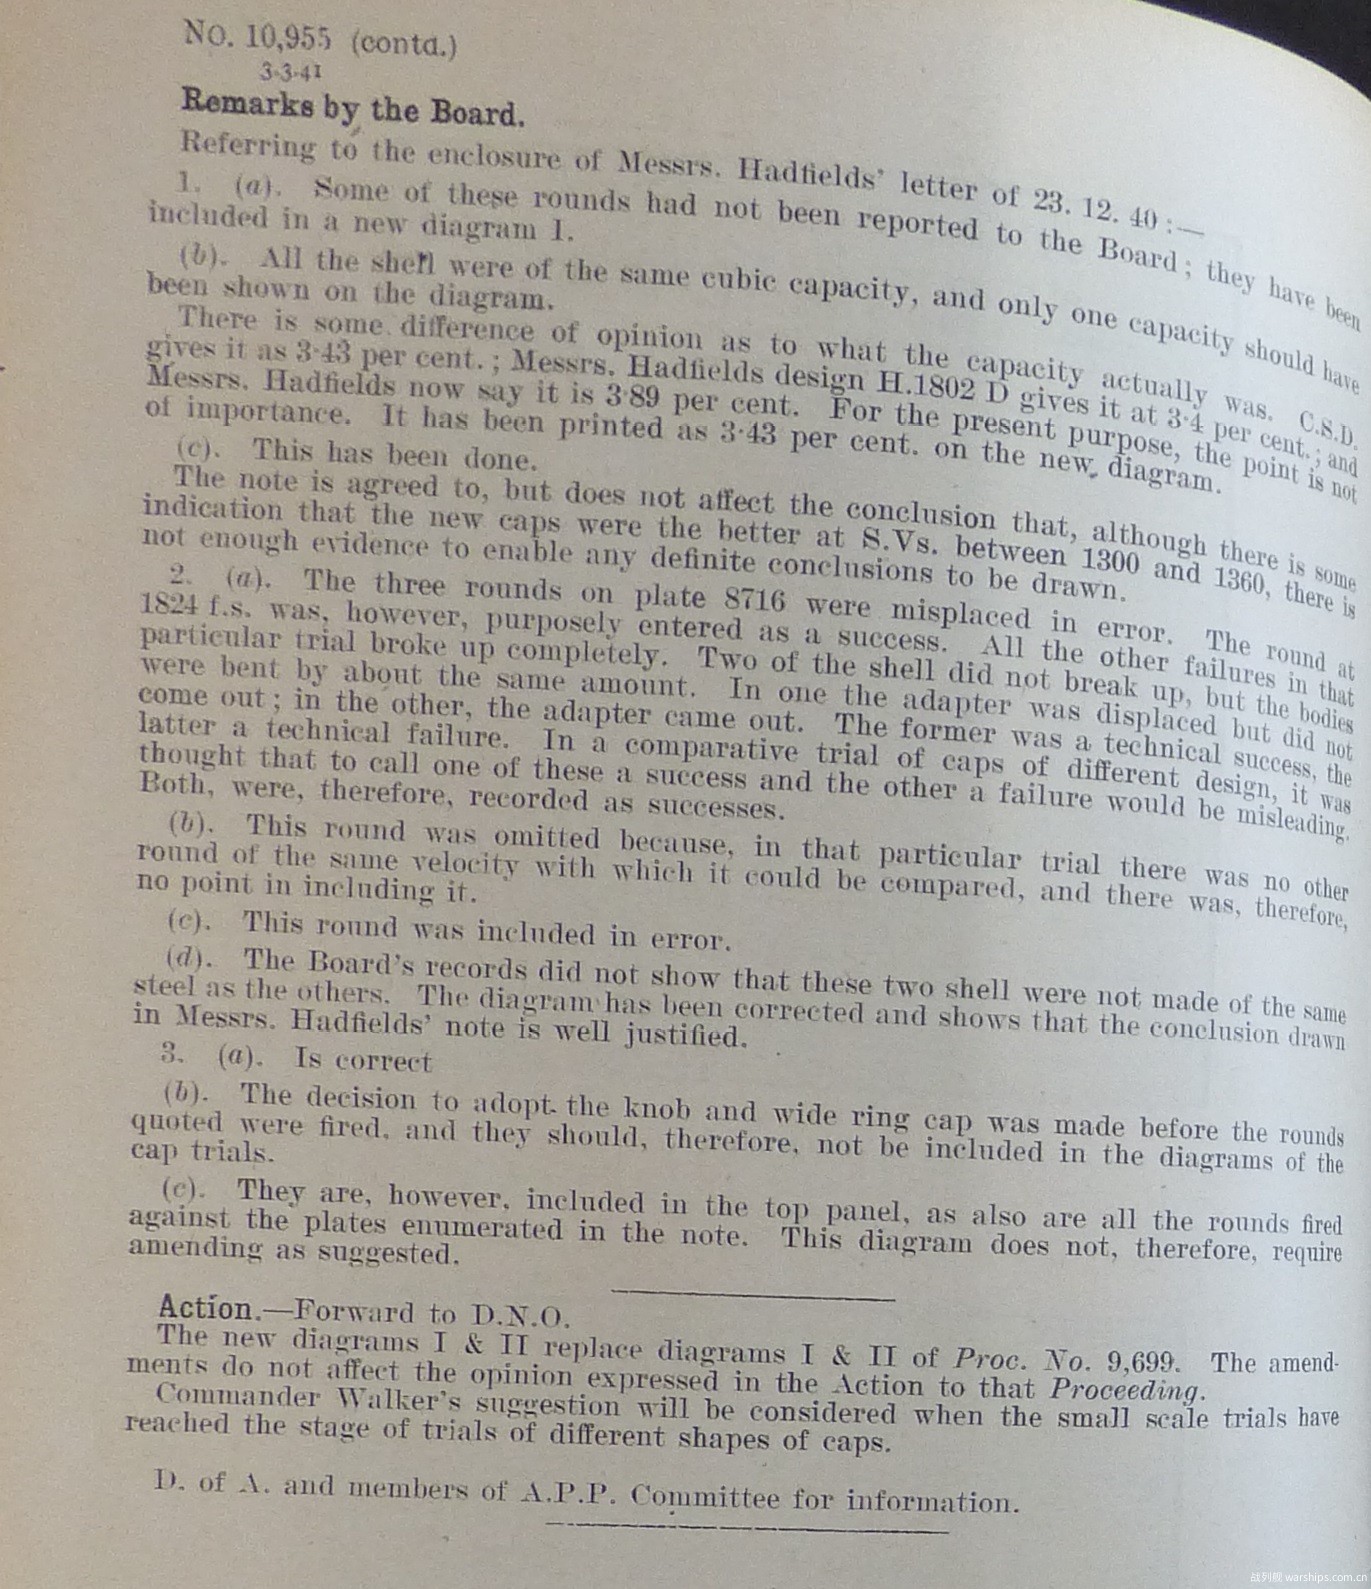 No. 10,955 (contd.)
3·3·41
Remarks by the Board.
Referring to the enclosure of Messrs. Hadfields' letter of 23. 12. 40 :—
1. (a). Some of these rounds had not been reported to the Board ; they have been
included in a new diagram 1.
(b). All the shell were of the same cubic capacity, and only one capacity should have
been shown on the diagram.
There is some difference of opinion as to what the capacity actually was. C.S.D.
gives it as 3·43 per cent. ; Messrs. Hadfields design H.1802 D gives it at 3·4 per cent. ; and
Messrs. Hadfields now say it is 3·89 per cent. For the present purpose, the point is not
of importance. It has been printed as 3·43 per cent. on the new diagram.
(c). This has been done.
The note is agreed to, but does not affect the conclusion that, although there is some
indication that the new caps were the better at S.Vs. between 1300 and 1360, there is
not enough evidence to enable any definite conclusions to be drawn.
2. (a). The three rounds on plate 8716 were misplaced in error. The round at
1824 f.s. was, however, purposely entered as a success. All the other failures in that
particular trial broke up completely. Two of the shell did not break up, but the bodies
were bent by about the same amount. In one the adapter was displaced but did not
come out ; in the other, the adapter came out. The former was a technical success, the
latter a technical failure. In a comparative trial of caps of different design, it was
thought that to call one of these a success and the other a failure would be misleading.
Both, were, therefore, recorded as successes.
(b). This round was omitted because, in that particular trial there was no other
round of the same velocity with which it could be compared, and there was, therefore,
no point in including it.
(c). This round was included in error.
(d). The Board's records did not show that these two shell were not made of the same
steel as the others. The diagram has been corrected and shows that the conclusion drawn
in Messrs. Hadfields' note is well justified.
3. (a). Is correct
(b). The decision to adopt the knob and wide ring cap was made before the rounds
quoted were fired, and they should, therefore, not be included in the diagrams of the
cap trials.
(c). They are, however, included in the top panel, as also are all the rounds fired
against the plates enumerated in the note. This diagram does not, therefore, require
amending as suggested.
Action.—Forward to D.N.O.
The new diagrams I & II replace diagrams I & II of Proc. No. 9,699. The amend-
ments do not affect the opinion expressed in the Action to that Proceeding.
Commander Walker's suggestion will be considered when the small scale trials have
reached the stage of trials of different shapes of caps.
D. of A. and members of A.P.P. Committee for information.
战列舰 warships.com.cn